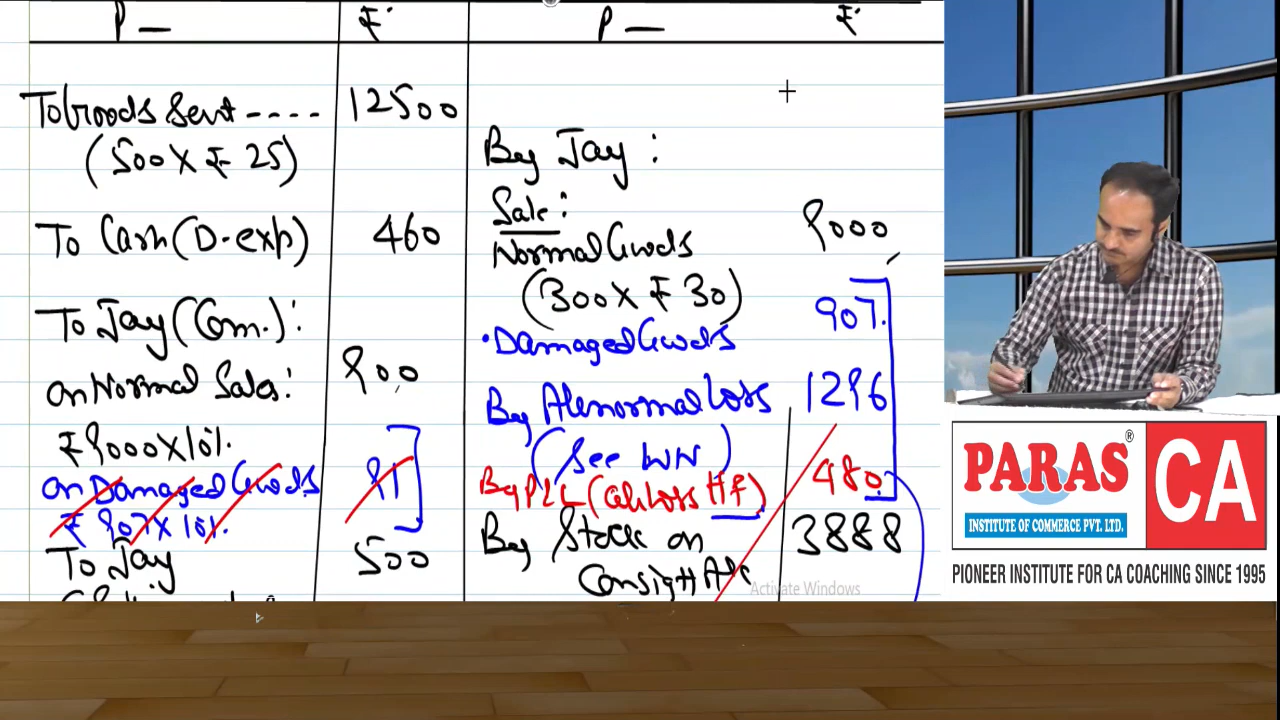 P — ₹ P — ₹
To Goods Sent ---- 12500
(500 X ₹ 25)
By Jay :
Sale :
To Cash (D. exp) 460
Normal Goods 9000
(300 X ₹ 30)
To Jay (Com.) :
• Damaged Goods 907.
on Normal Sales : 900
By Abnormal Loss 1296
₹ 9000 X 10%.
(See WN)
on Damaged Goods 91
₹ 907 X 10%.
By P&L (Ab. Loss Tff) 480
To Jay 500
By Stock on 3888
Consigt A/c
Activate Windows
PARAS®
INSTITUTE OF COMMERCE PVT. LTD.
CA
PIONEER INSTITUTE FOR CA COACHING SINCE 1995